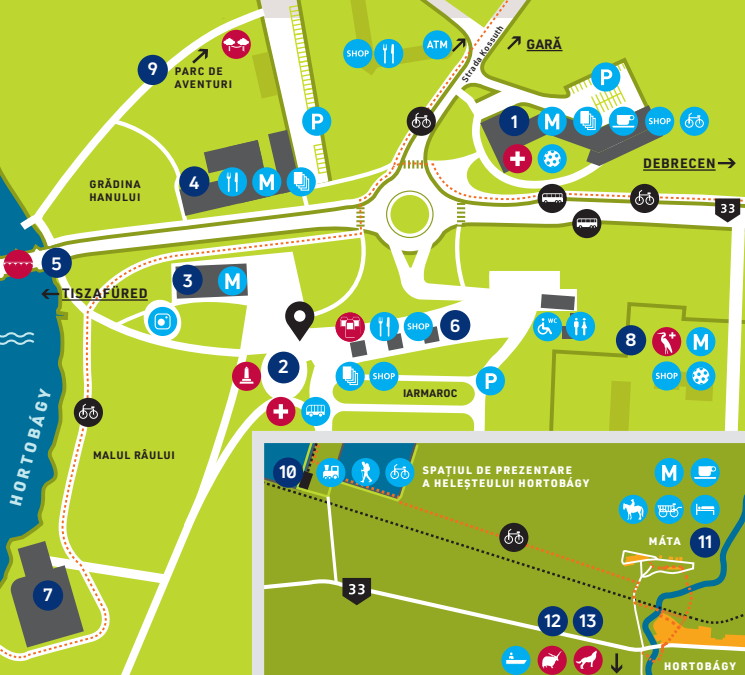 9
PARC DE
AVENTURI
SHOP
ATM
Strada Kossuth
GARĂ
P
P
1
M
SHOP
DEBRECEN
33
GRĂDINA
HANULUI
4
M
5
TISZAFÜRED
3
M
2
SHOP
6
WC
8
M
SHOP
SHOP
IARMAROC
P
HORTOBÁGY
MALUL RÂULUI
7
10
SPAȚIUL DE PREZENTARE
A HELEȘTEULUI HORTOBÁGY
M
MÁTA
11
33
12
13
HORTOBÁGY